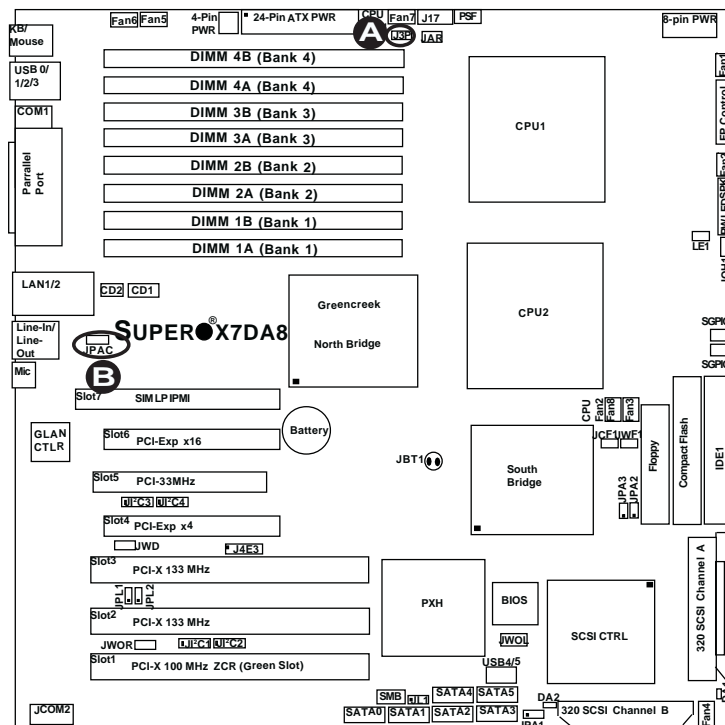 Fan6 Fan5
4-Pin PWR
24-Pin ATX PWR
CPU
Fan7
J17
PSF
8-pin PWR
A
J3P
JAR
KB/
Mouse
USB 0/
1/2/3
COM1
Parrallel
Port
DIMM 4B (Bank 4)
DIMM 4A (Bank 4)
DIMM 3B (Bank 3)
DIMM 3A (Bank 3)
DIMM 2B (Bank 2)
DIMM 2A (Bank 2)
DIMM 1B (Bank 1)
DIMM 1A (Bank 1)
CPU1
Fan1
FP Control
LE1
LAN1/2
CD2
CD1
Greencreek
North Bridge
CPU2
Line-In/
Line-
Out
JPAC
SUPER●X7DA8
®
Mic
B
Slot7
SIMLP IPMI
GLAN
CTLR
Slot6
PCI-Exp x16
Battery
CPU
Fan2
Fan8
Fan3
JCF1
JWF1
Floppy
Compact Flash
IDE1
JBT1
South
Bridge
JPA3
JPA2
Slot5
PCI-33MHz
JI²C3
JI²C4
Slot4
PCI-Exp x4
JWD
J4E3
Slot3
PCI-X 133 MHz
JPL1
JPL2
PXH
BIOS
SCSI CTRL
320 SCSI Channel A
Slot2
PCI-X 133 MHz
JWOR
JI²C1
JI²C2
JWOL
Slot1
PCI-X 100 MHz ZCR (Green Slot)
USB4/5
JCOM2
SMB
JL1
SATA4
SATA5
SATA0
SATA1
SATA2
SATA3
DA2
JPA1
320 SCSI Channel B
Fan4